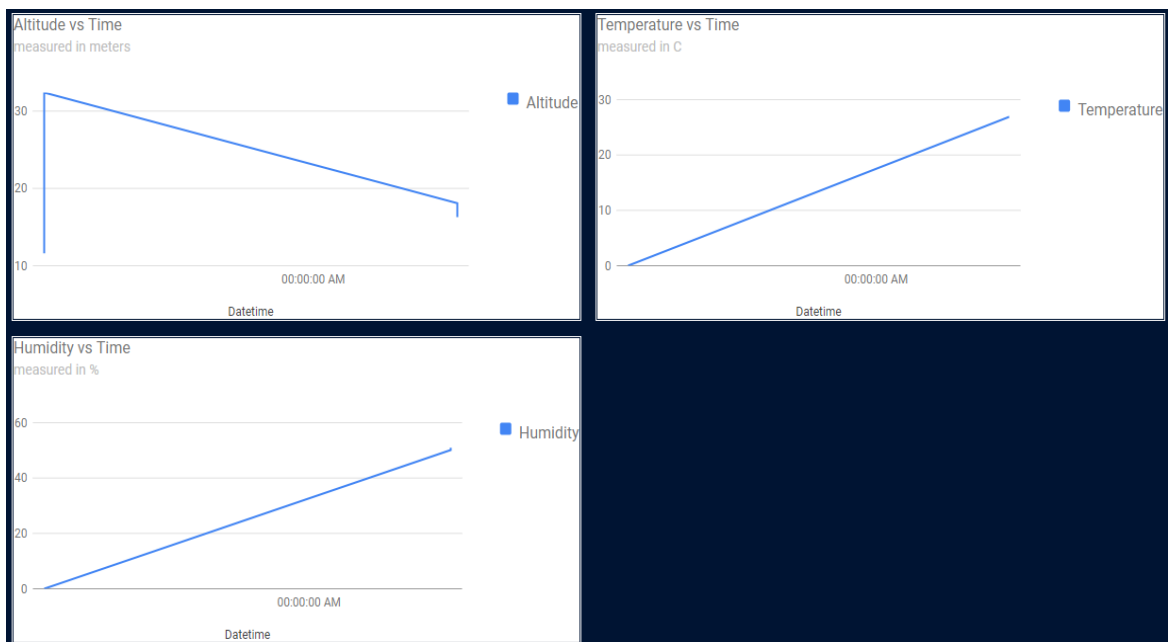 Altitude vs Time
measured in meters
Altitude
30
20
10
00:00:00 AM
Datetime
Temperature vs Time
measured in C
Temperature
30
20
10
0
00:00:00 AM
Datetime
Humidity vs Time
measured in %
Humidity
60
40
20
0
00:00:00 AM
Datetime